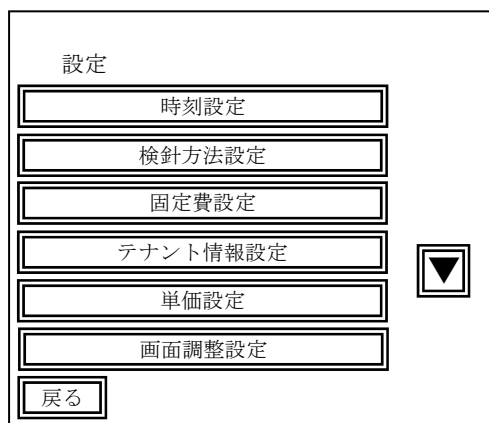 設定
時刻設定
検針方法設定
固定費設定
テナント情報設定
▼
単価設定
画面調整設定
戻る